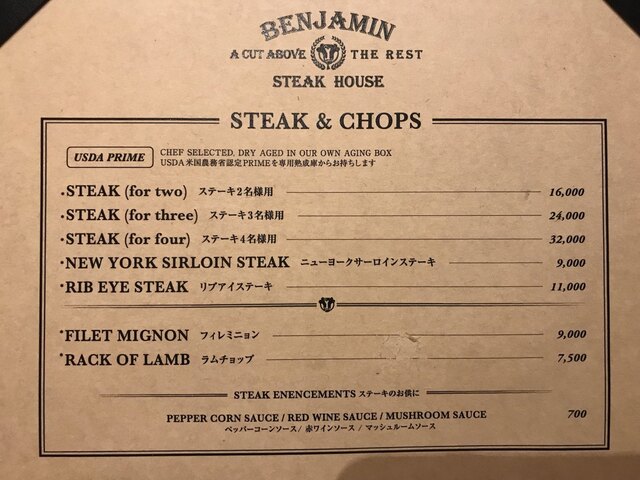 BENJAMIN
A CUT ABOVE THE REST
STEAK HOUSE
STEAK & CHOPS
USDA PRIME
CHEF SELECTED, DRY AGED IN OUR OWN AGING BOX
USDA米国農務省認定PRIMEを専用熟成庫からお持ちします
・STEAK (for two) ステーキ2名様用 16,000
・STEAK (for three) ステーキ3名様用 24,000
・STEAK (for four) ステーキ4名様用 32,000
・NEW YORK SIRLOIN STEAK ニューヨークサーロインステーキ 9,000
・RIB EYE STEAK リブアイステーキ 11,000
*FILET MIGNON フィレミニョン 9,000
*RACK OF LAMB ラムチョップ 7,500
STEAK ENENCEMENTS ステーキのお供に
PEPPER CORN SAUCE / RED WINE SAUCE / MUSHROOM SAUCE 700
ペッパーコーンソース / 赤ワインソース / マッシュルームソース